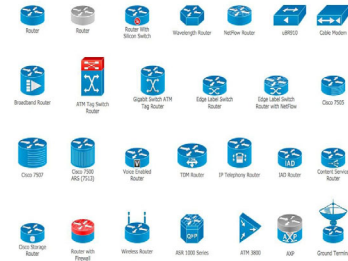 Router
Router
Router With
Silicon Switch
Wavelength Router
NetFlow Router
uBR910
Cable Modem
Broadband Router
ATM Tag Switch
Router
Gigabit Switch ATM
Tag Router
Edge Label Switch
Router
Edge Label Switch
Router with NetFlow
Cisco 7505
Cisco 7507
Cisco 7500
ARS (7513)
Voice Enabled
Router
V
TDM Router
IP Telephony Router
IAD
IAD Router
Content Service
Router
Cisco Storage
Router
Router with
Firewall
Wireless Router
ASR 1000 Series
ATM 3800
AXP
AXP
Ground Termin